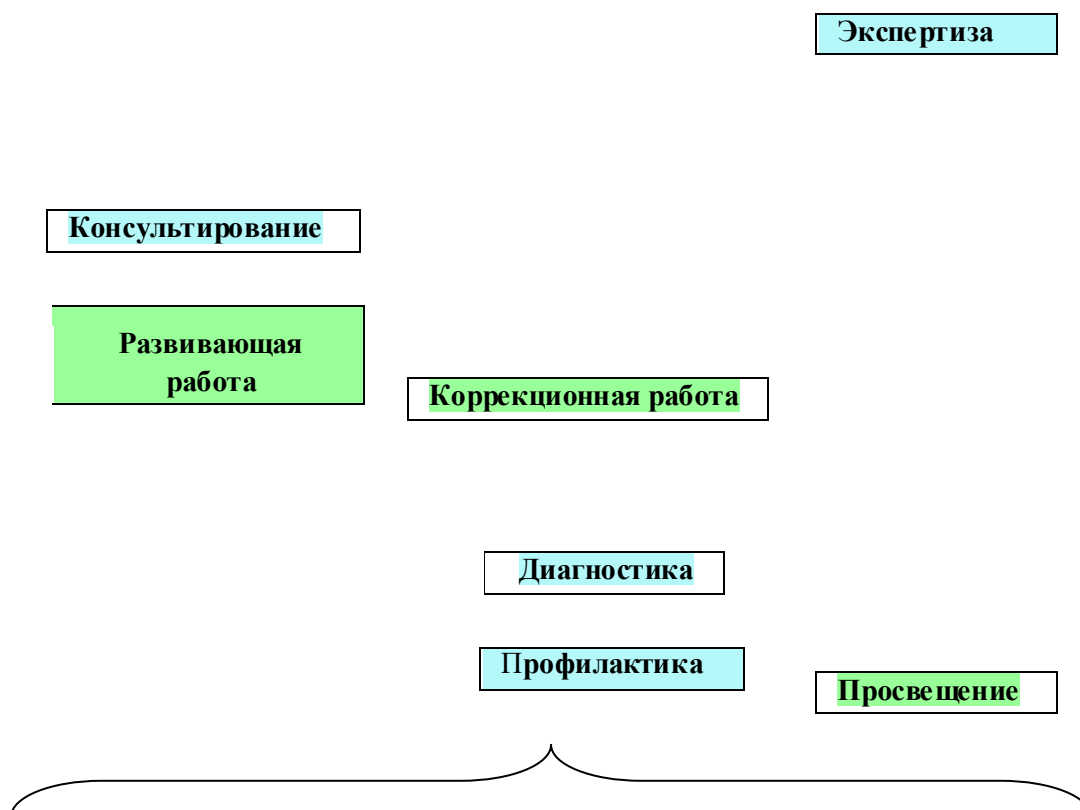 Экспертиза
Консультирование
Развивающая
работа
Коррекционная работа
Диагностика
Профилактика
Просвещение